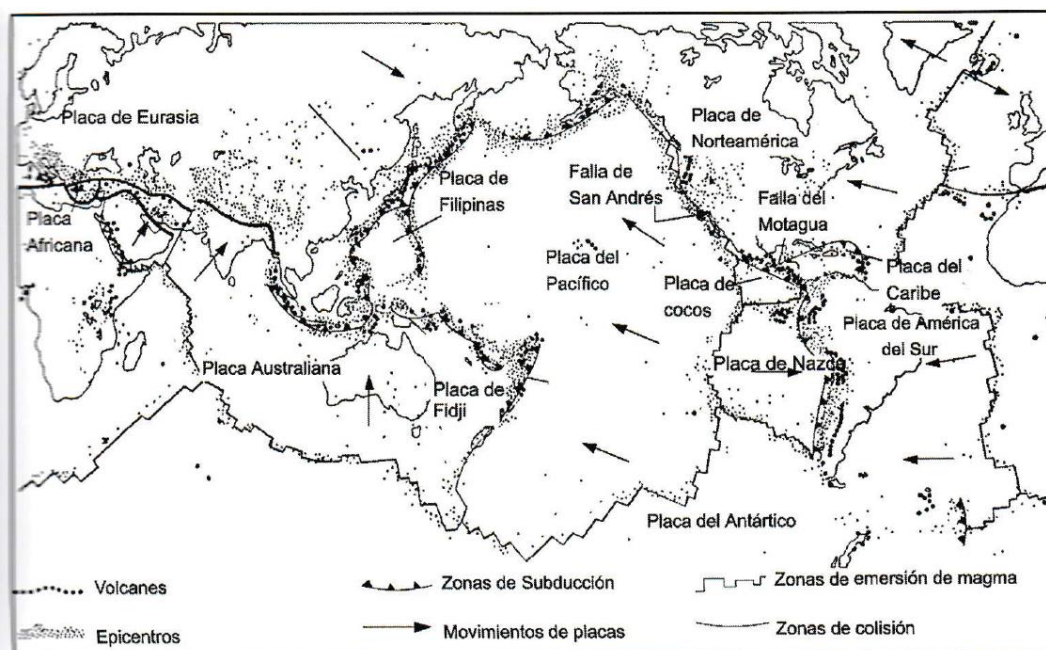 Placa de Eurasia
Placa
Africana
Placa de
Filipinas
Placa Australiana
Placa de
Fidji
Placa de
Norteamérica
Falla de
San Andrés
Falla del
Motagua
Placa del
Pacífico
Placa de
cocos
Placa del
Caribe
Placa de América
del Sur
Placa de Nazca
Placa del Antártico
Volcanes
Zonas de Subducción
Zonas de emersión de magma
Epicentros
Movimientos de placas
Zonas de colisión